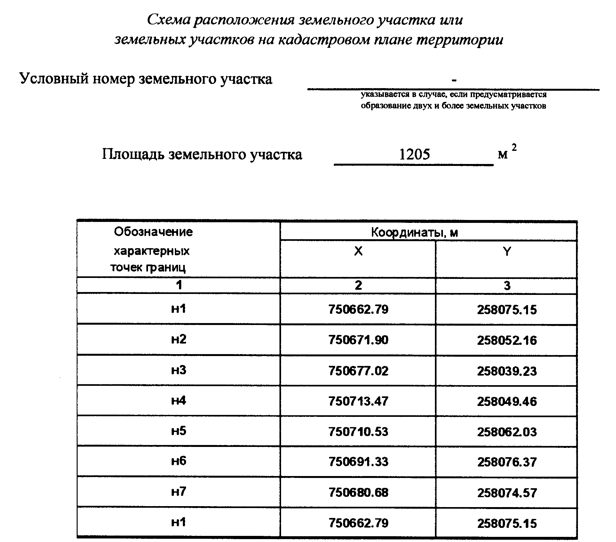 Схема расположения земельного участка или
земельных участков на кадастровом плане территории
Условный номер земельного участка -
указывается в случае, если предусматривается
образование двух и более земельных участков
Площадь земельного участка 1205 м 2
Обозначение
характерных
точек границ
Координаты, м
X Y
1 2 3
н1 750662.79 258075.15
н2 750671.90 258052.16
н3 750677.02 258039.23
н4 750713.47 258049.46
н5 750710.53 258062.03
н6 750691.33 258076.37
н7 750680.68 258074.57
н1 750662.79 258075.15